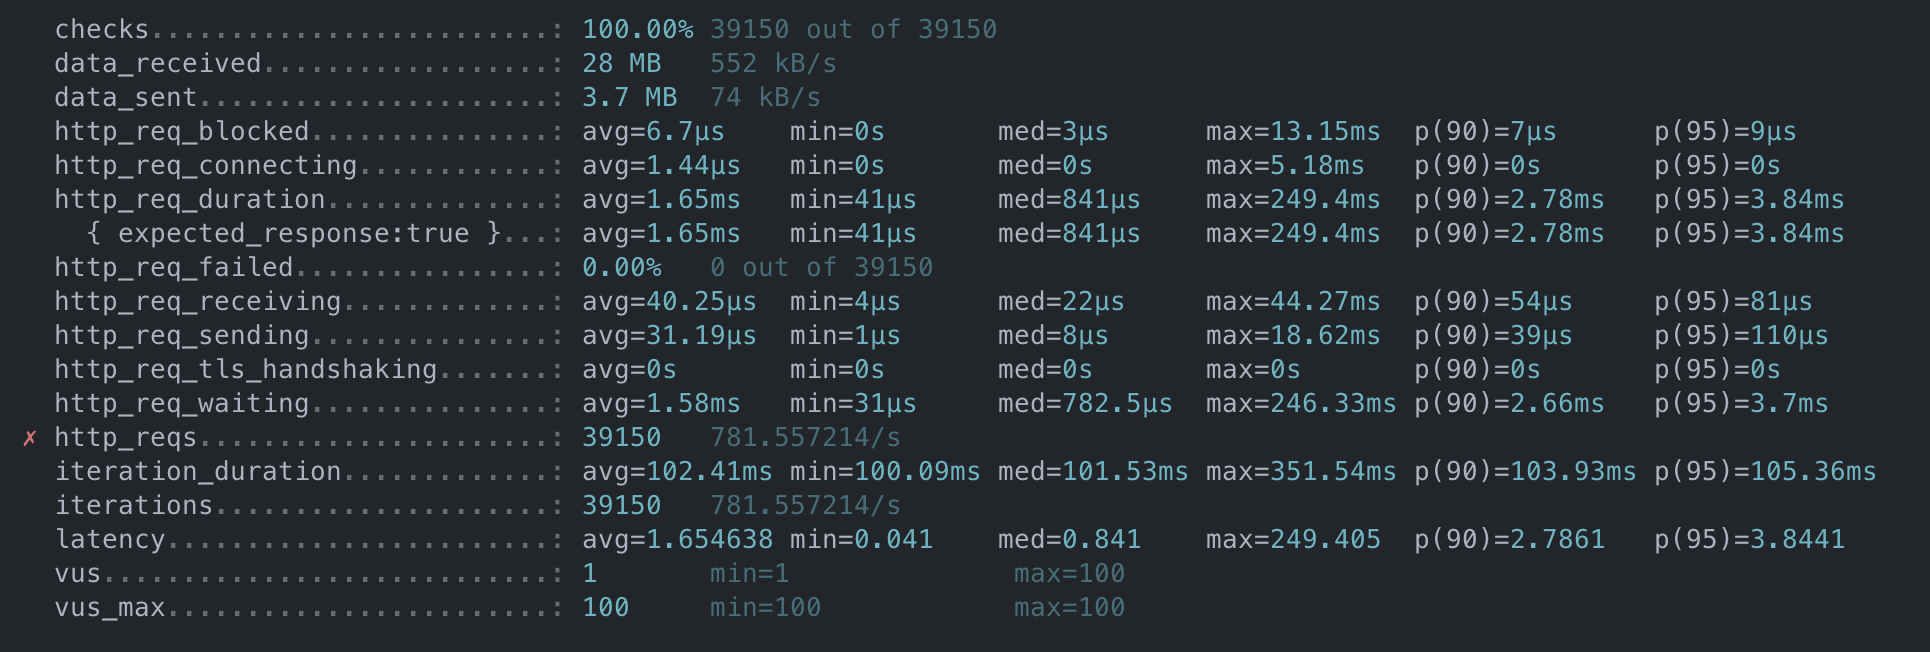 checks.........................: 100.00% 39150 out of 39150
data_received..................: 28 MB   552 kB/s
data_sent......................: 3.7 MB  74 kB/s
http_req_blocked...............: avg=6.7µs    min=0s       med=3µs      max=13.15ms  p(90)=7µs      p(95)=9µs
http_req_connecting............: avg=1.44µs   min=0s       med=0s       max=5.18ms   p(90)=0s       p(95)=0s
http_req_duration..............: avg=1.65ms   min=41µs     med=841µs    max=249.4ms  p(90)=2.78ms   p(95)=3.84ms
  { expected_response:true }...: avg=1.65ms   min=41µs     med=841µs    max=249.4ms  p(90)=2.78ms   p(95)=3.84ms
http_req_failed................: 0.00%   0 out of 39150
http_req_receiving.............: avg=40.25µs  min=4µs      med=22µs     max=44.27ms  p(90)=54µs     p(95)=81µs
http_req_sending...............: avg=31.19µs  min=1µs      med=8µs      max=18.62ms  p(90)=39µs     p(95)=110µs
http_req_tls_handshaking.......: avg=0s       min=0s       med=0s       max=0s       p(90)=0s       p(95)=0s
http_req_waiting...............: avg=1.58ms   min=31µs     med=782.5µs  max=246.33ms p(90)=2.66ms   p(95)=3.7ms
✗ http_reqs......................: 39150   781.557214/s
iteration_duration.............: avg=102.41ms min=100.09ms med=101.53ms max=351.54ms p(90)=103.93ms p(95)=105.36ms
iterations.....................: 39150   781.557214/s
latency........................: avg=1.654638 min=0.041    med=0.841    max=249.405  p(90)=2.7861   p(95)=3.8441
vus............................: 1       min=1              max=100
vus_max........................: 100     min=100            max=100